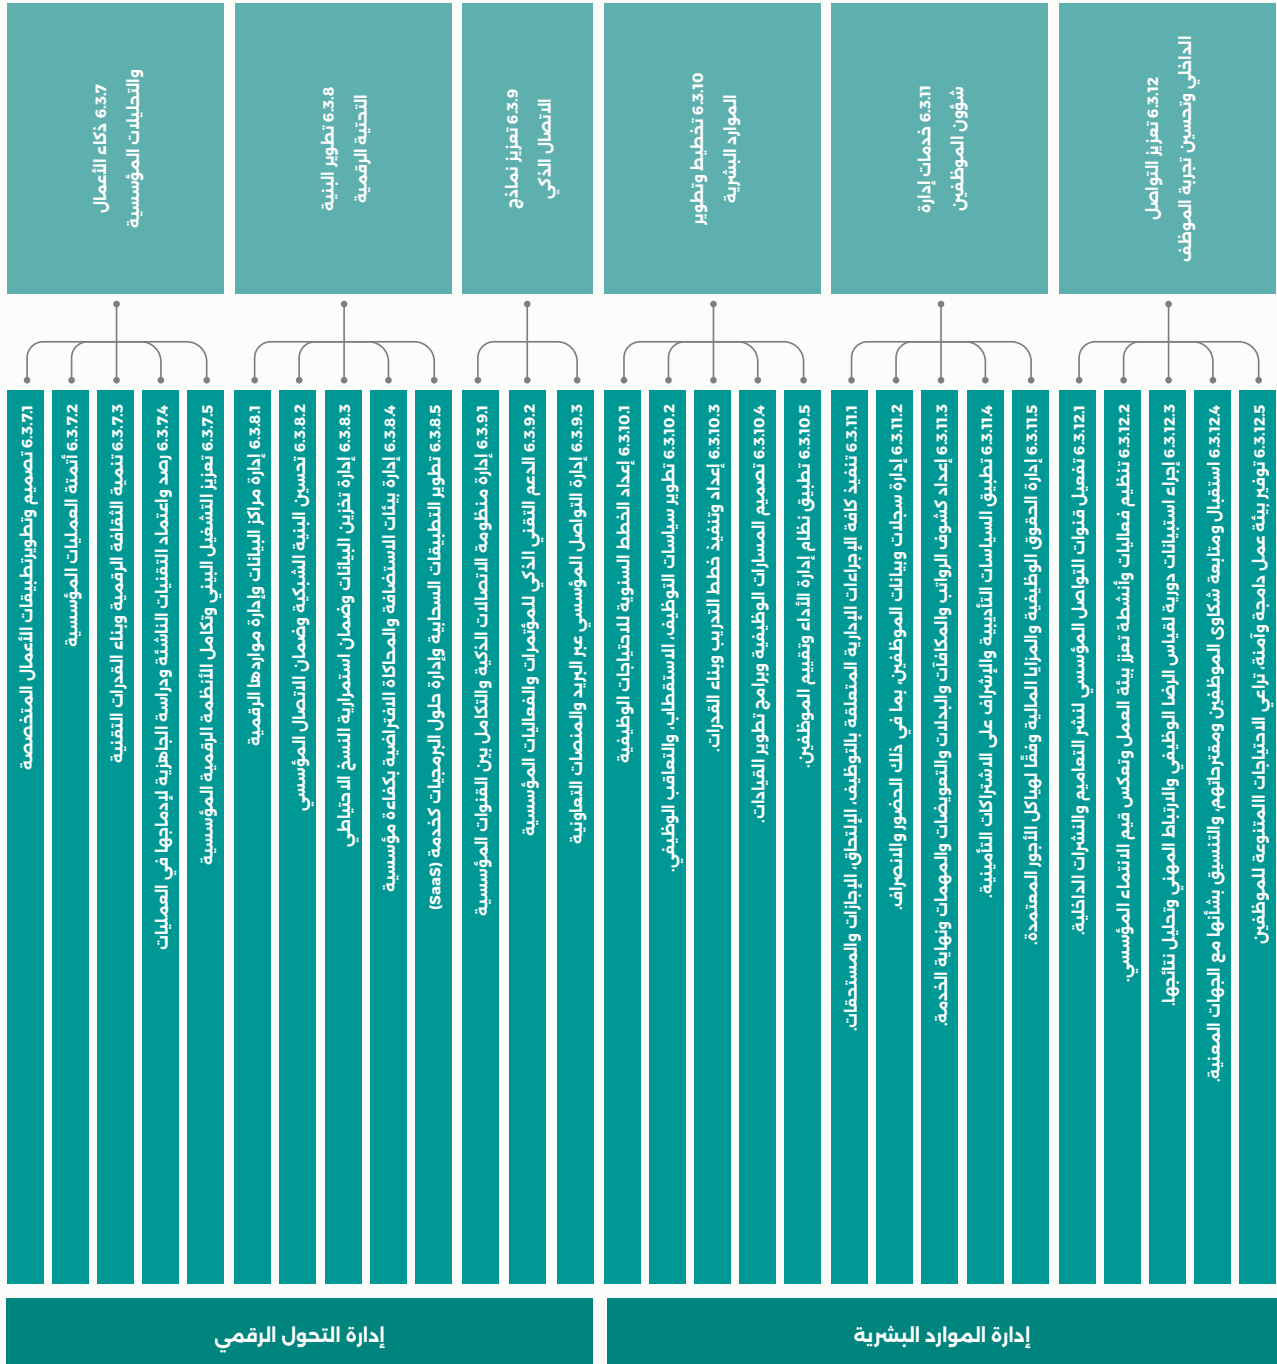 6.3.7 ذكاء الأعمال
والتحليلات المؤسسية
6.3.8 تطوير البنية
التحتية الرقمية
6.3.9 تعزيز نماذج
الاتصال الذكي
6.3.10 تخطيط وتطوير
الموارد البشرية
6.3.11 خدمات إدارة
شؤون الموظفين
6.3.12 تعزيز التواصل
الداخلي وتحسين تجربة الموظف
6.3.7.1 تصميم وتطويرتطبيقات الأعمال المتخصصة
6.3.7.2 أتمتة العمليات المؤسسية
6.3.7.3 تنمية الثقافة الرقمية وبناء القدرات التقنية
6.3.7.4 رصد واعتماد التقنيات الناشئة ودراسة الجاهزية لإدماجها في العمليات
6.3.7.5 تعزيز التشغيل البيني وتكامل الأنظمة الرقمية المؤسسية
6.3.8.1 إدارة مراكز البيانات وإدارة مواردها الرقمية
6.3.8.2 تحسين البنية الشبكية وضمان الاتصال المؤسسي
6.3.8.3 إدارة تخزين البيانات وضمان استمرارية النسخ الاحتياطي
6.3.8.4 إدارة بيئات الاستضافة والمحاكاة الافتراضية بكفاءة مؤسسية
6.3.8.5 تطوير التطبيقات السحابية وإدارة حلول البرمجيات كخدمة (SaaS)
6.3.9.1 إدارة منظومة الاتصالات الذكية والتكامل بين القنوات المؤسسية
6.3.9.2 الدعم التقني الذكي للمؤتمرات والفعاليات المؤسسية
6.3.9.3 إدارة التواصل المؤسسي عبر البريد والمنصات التعاونية
6.3.10.1 إعداد الخطط السنوية للاحتياجات الوظيفية
6.3.10.2 تطوير سياسات التوظيف، الاستقطاب، والتعاقب الوظيفي.
6.3.10.3 إعداد وتنفيذ خطط التدريب وبناء القدرات.
6.3.10.4 تصميم المسارات الوظيفية وبرامج تطوير القيادات.
6.3.10.5 تطبيق نظام إدارة الأداء وتقييم الموظفين.
6.3.11.1 تنفيذ كافة الإجراءات الإدارية المتعلقة بالتوظيف، الإلتحاق، الإجازات والمستحقات.
6.3.11.2 إدارة سجلات وبيانات الموظفين، بما في ذلك الحضور والانصراف.
6.3.11.3 إعداد كشوف الرواتب والمكافآت والبدلات والتعويضات والمهمات ونهاية الخدمة.
6.3.11.4 تطبيق السياسات التأديبية والإشراف على الاشتراكات التأمينية.
6.3.11.5 إدارة الحقوق الوظيفية والمزايا المالية وفقًا لهياكل الأجور المعتمدة.
6.3.12.1 تفعيل قنوات التواصل المؤسسي لنشر التعاميم والنشرات الداخلية.
6.3.12.2 تنظيم فعاليات وأنشطة تعزز بيئة العمل وتعكس قيم الانتماء المؤسسي.
6.3.12.3 إجراء استبيانات دورية لقياس الرضا الوظيفي والارتباط المهني وتحليل نتائجها.
6.3.12.4 استقبال ومتابعة شكاوى الموظفين ومقترحاتهم، والتنسيق بشأنها مع الجهات المعنية.
6.3.12.5 توفير بيئة عمل دامجة وآمنة، تراعي الاحتياجات االمتنوعة للموظفين
إدارة التحول الرقمي
إدارة الموارد البشرية